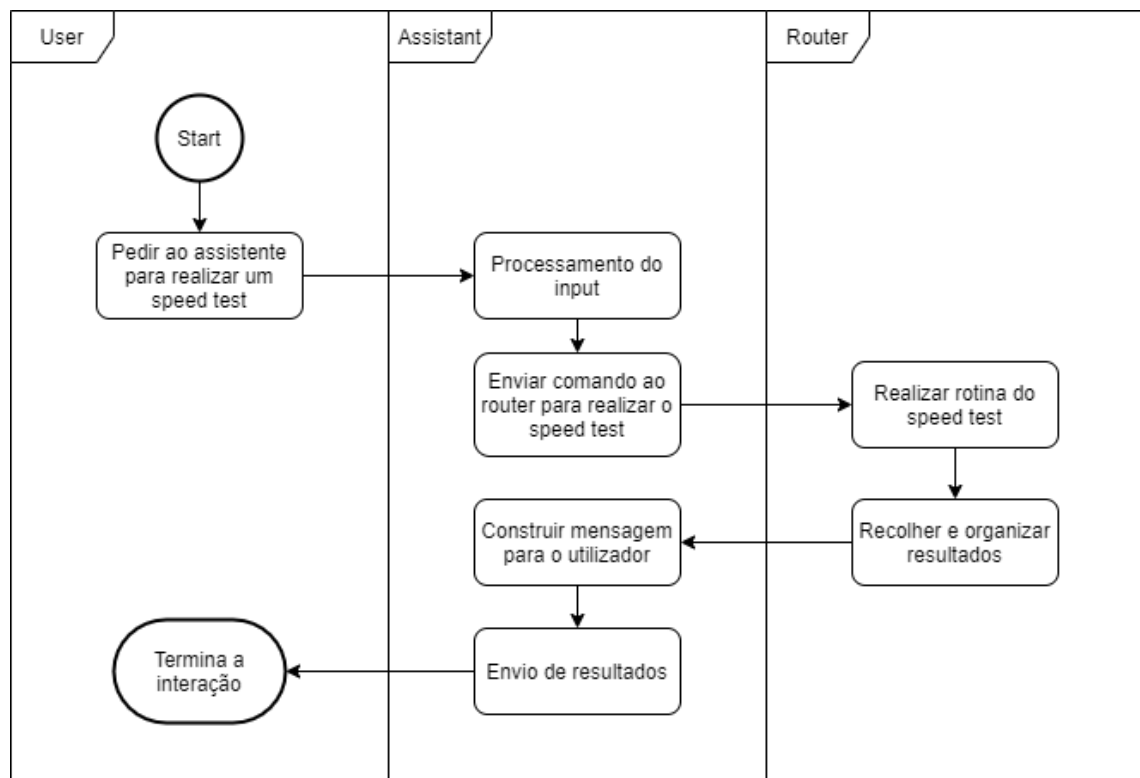 User
Assistant
Router
Start
Pedir ao assistente
para realizar um
speed test
Processamento do
input
Enviar comando ao
router para realizar o
speed test
Realizar rotina do
speed test
Recolher e organizar
resultados
Construir mensagem
para o utilizador
Envio de resultados
Termina a
interação